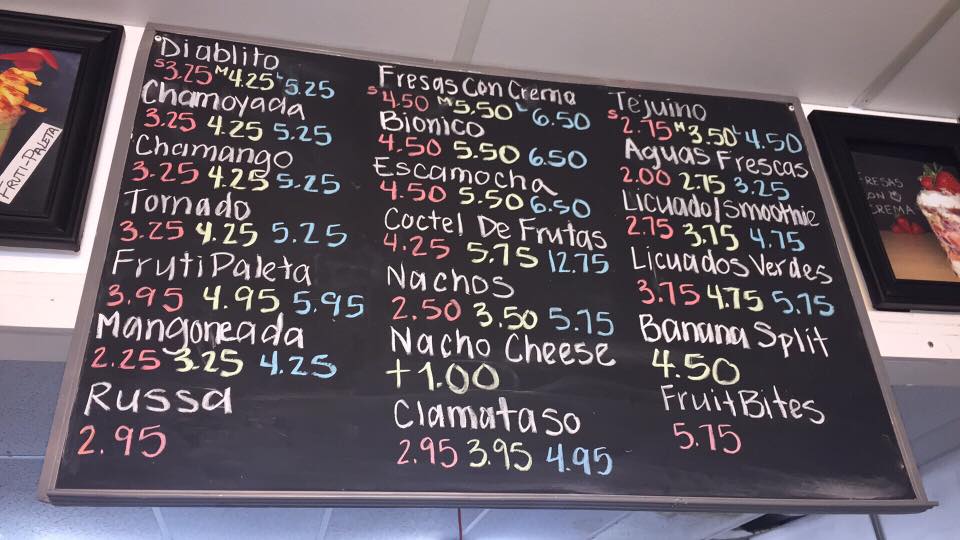 Diablito
S3.25 M4.25 L5.25
Chamoyada
3.25 4.25 5.25
Chamango
3.25 4.25 5.25
Tornado
3.25 4.25 5.25
FrutiPaleta
3.95 4.95 5.95
Mangoneada
2.25 3.25 4.25
Russa
2.95
Fresas Con Crema
S4.50 M5.50 L6.50
Bionico
4.50 5.50 6.50
Escamocha
4.50 5.50 6.50
Coctel De Frutas
4.25 5.75 12.75
Nachos
2.50 3.50 5.75
Nacho Cheese
+1.00
Clamataso
2.95 3.95 4.95
Tejuino
S2.75 M3.50 L4.50
Aguas Frescas
2.00 2.75 3.25
Licuado/Smoothie
2.75 3.75 4.75
Licuados Verdes
3.75 4.75 5.75
Banana Split
4.50
Fruit Bites
5.75
FRUTI-PALETA
FRESAS
CON
CREMA